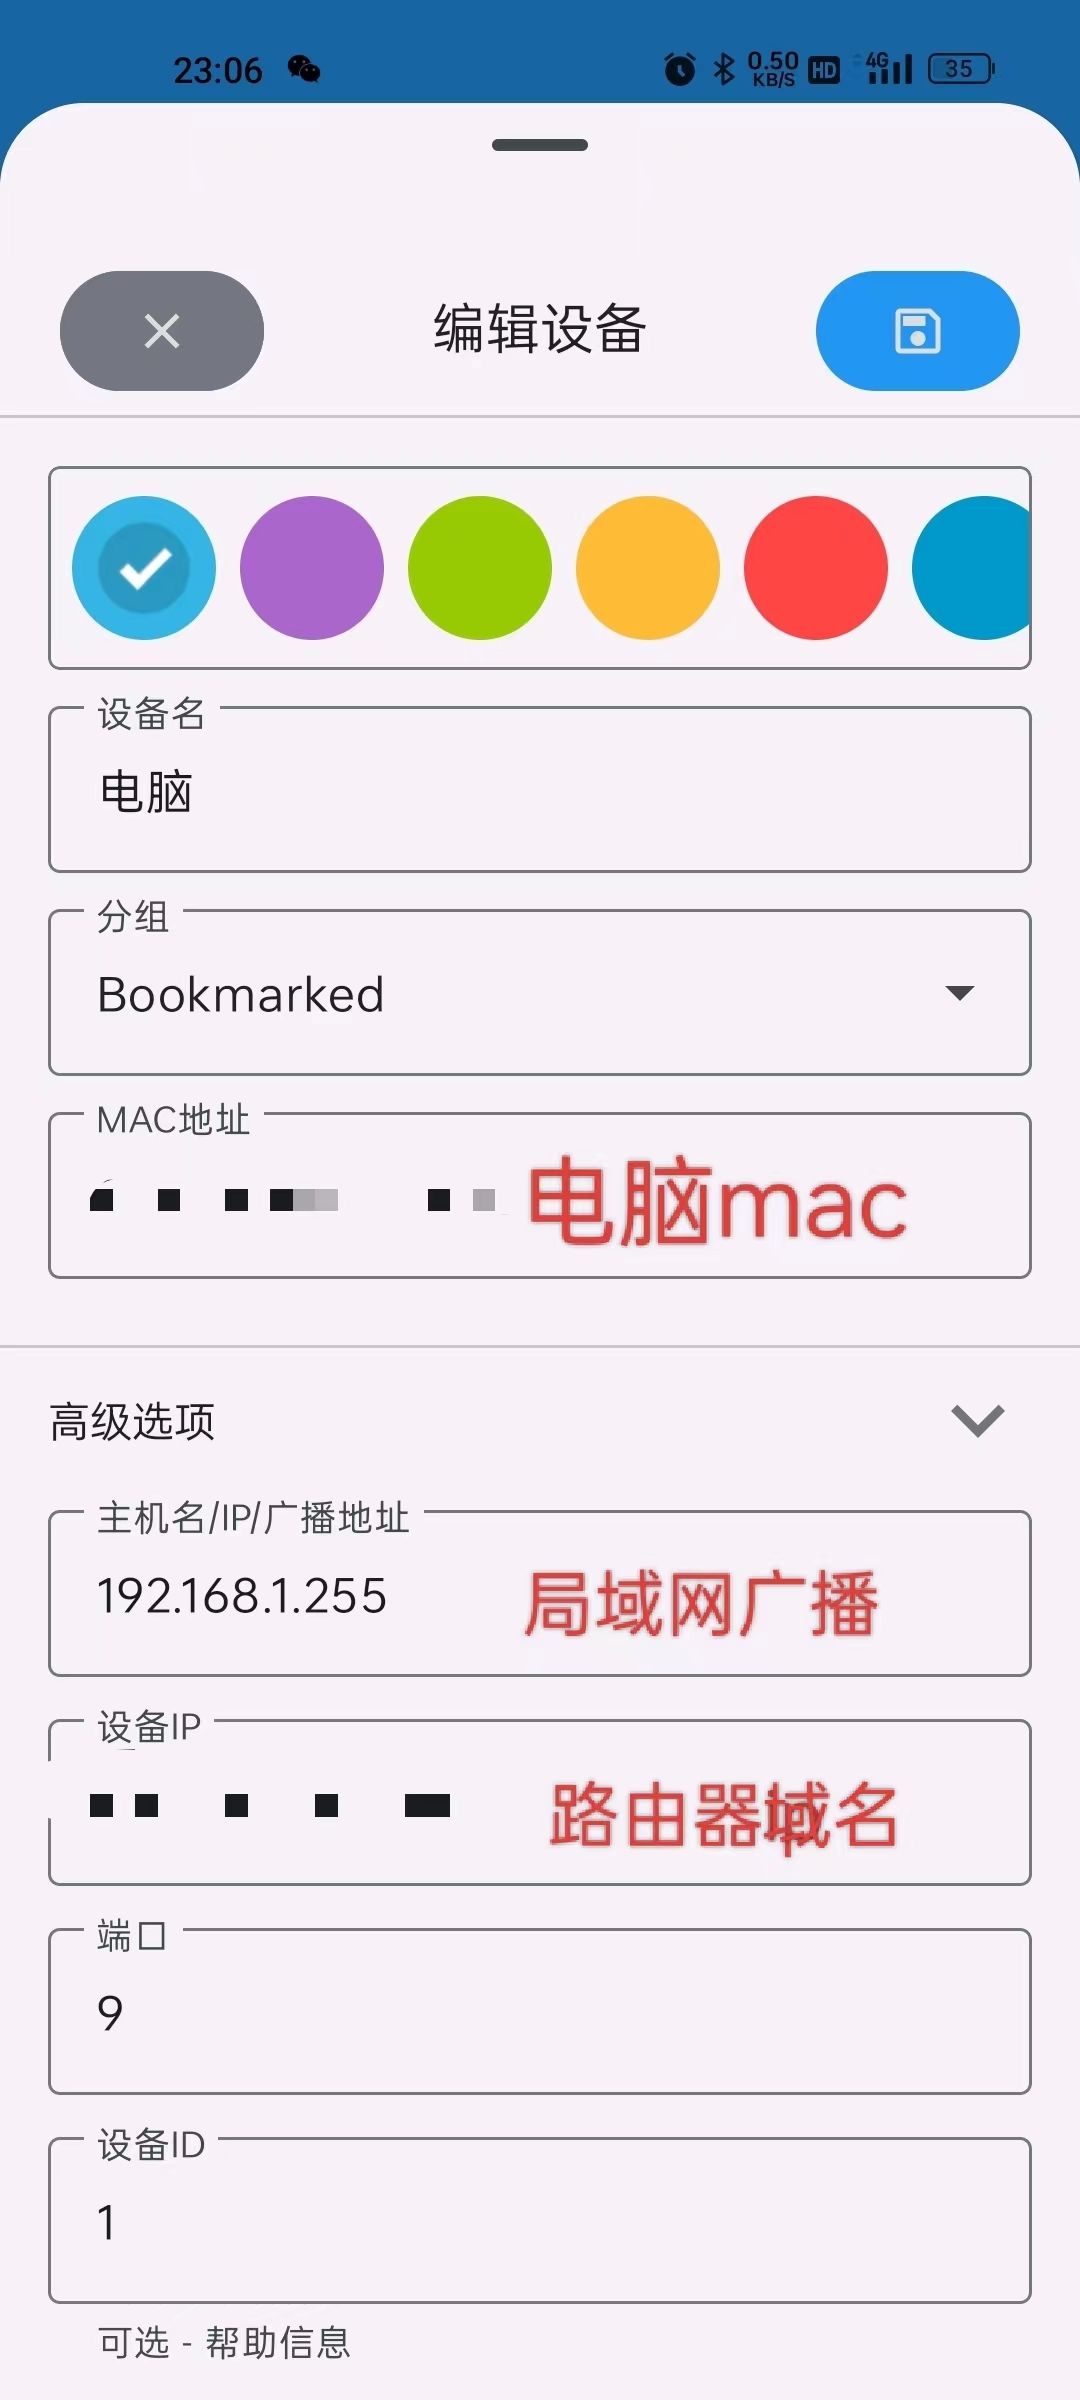 23:06
0.50
KB/S
HD
4G
35
编辑设备
设备名
电脑
分组
Bookmarked
MAC地址
电脑mac
高级选项
主机名/IP/广播地址
192.168.1.255
局域网广播
设备IP
路由器域名
端口
9
设备ID
1
可选 - 帮助信息